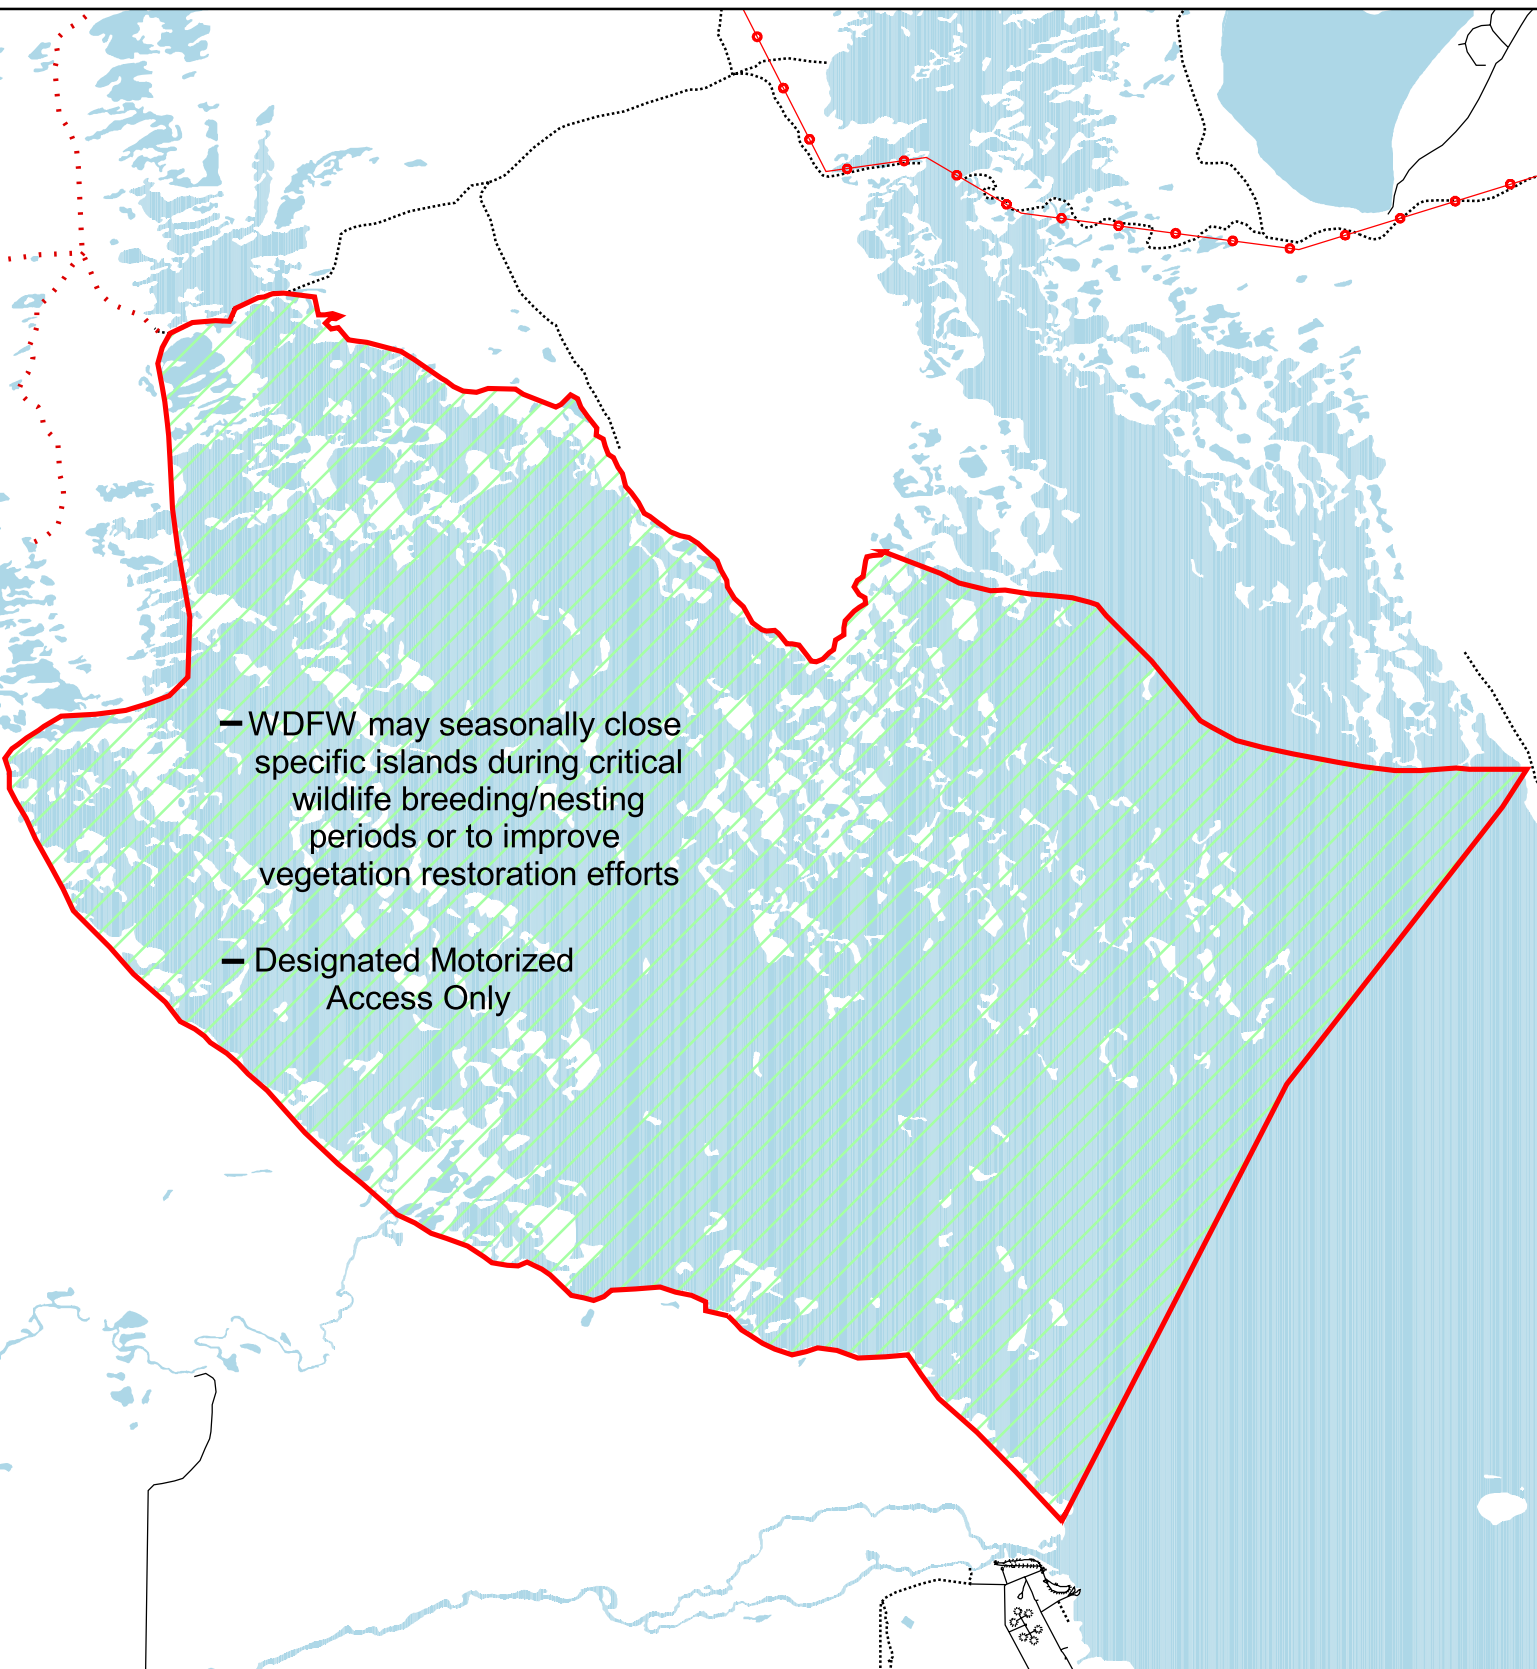 – WDFW may seasonally close
specific islands during critical
wildlife breeding/nesting
periods or to improve
vegetation restoration efforts
– Designated Motorized
Access Only